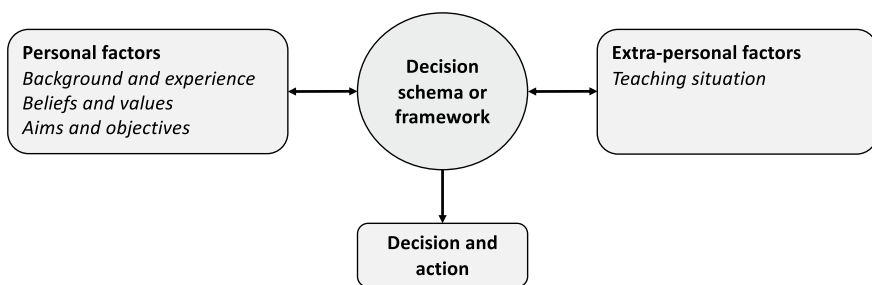 Personal factors
Background and experience
Beliefs and values
Aims and objectives
Decision
schema or
framework
Extra-personal factors
Teaching situation
Decision and
action